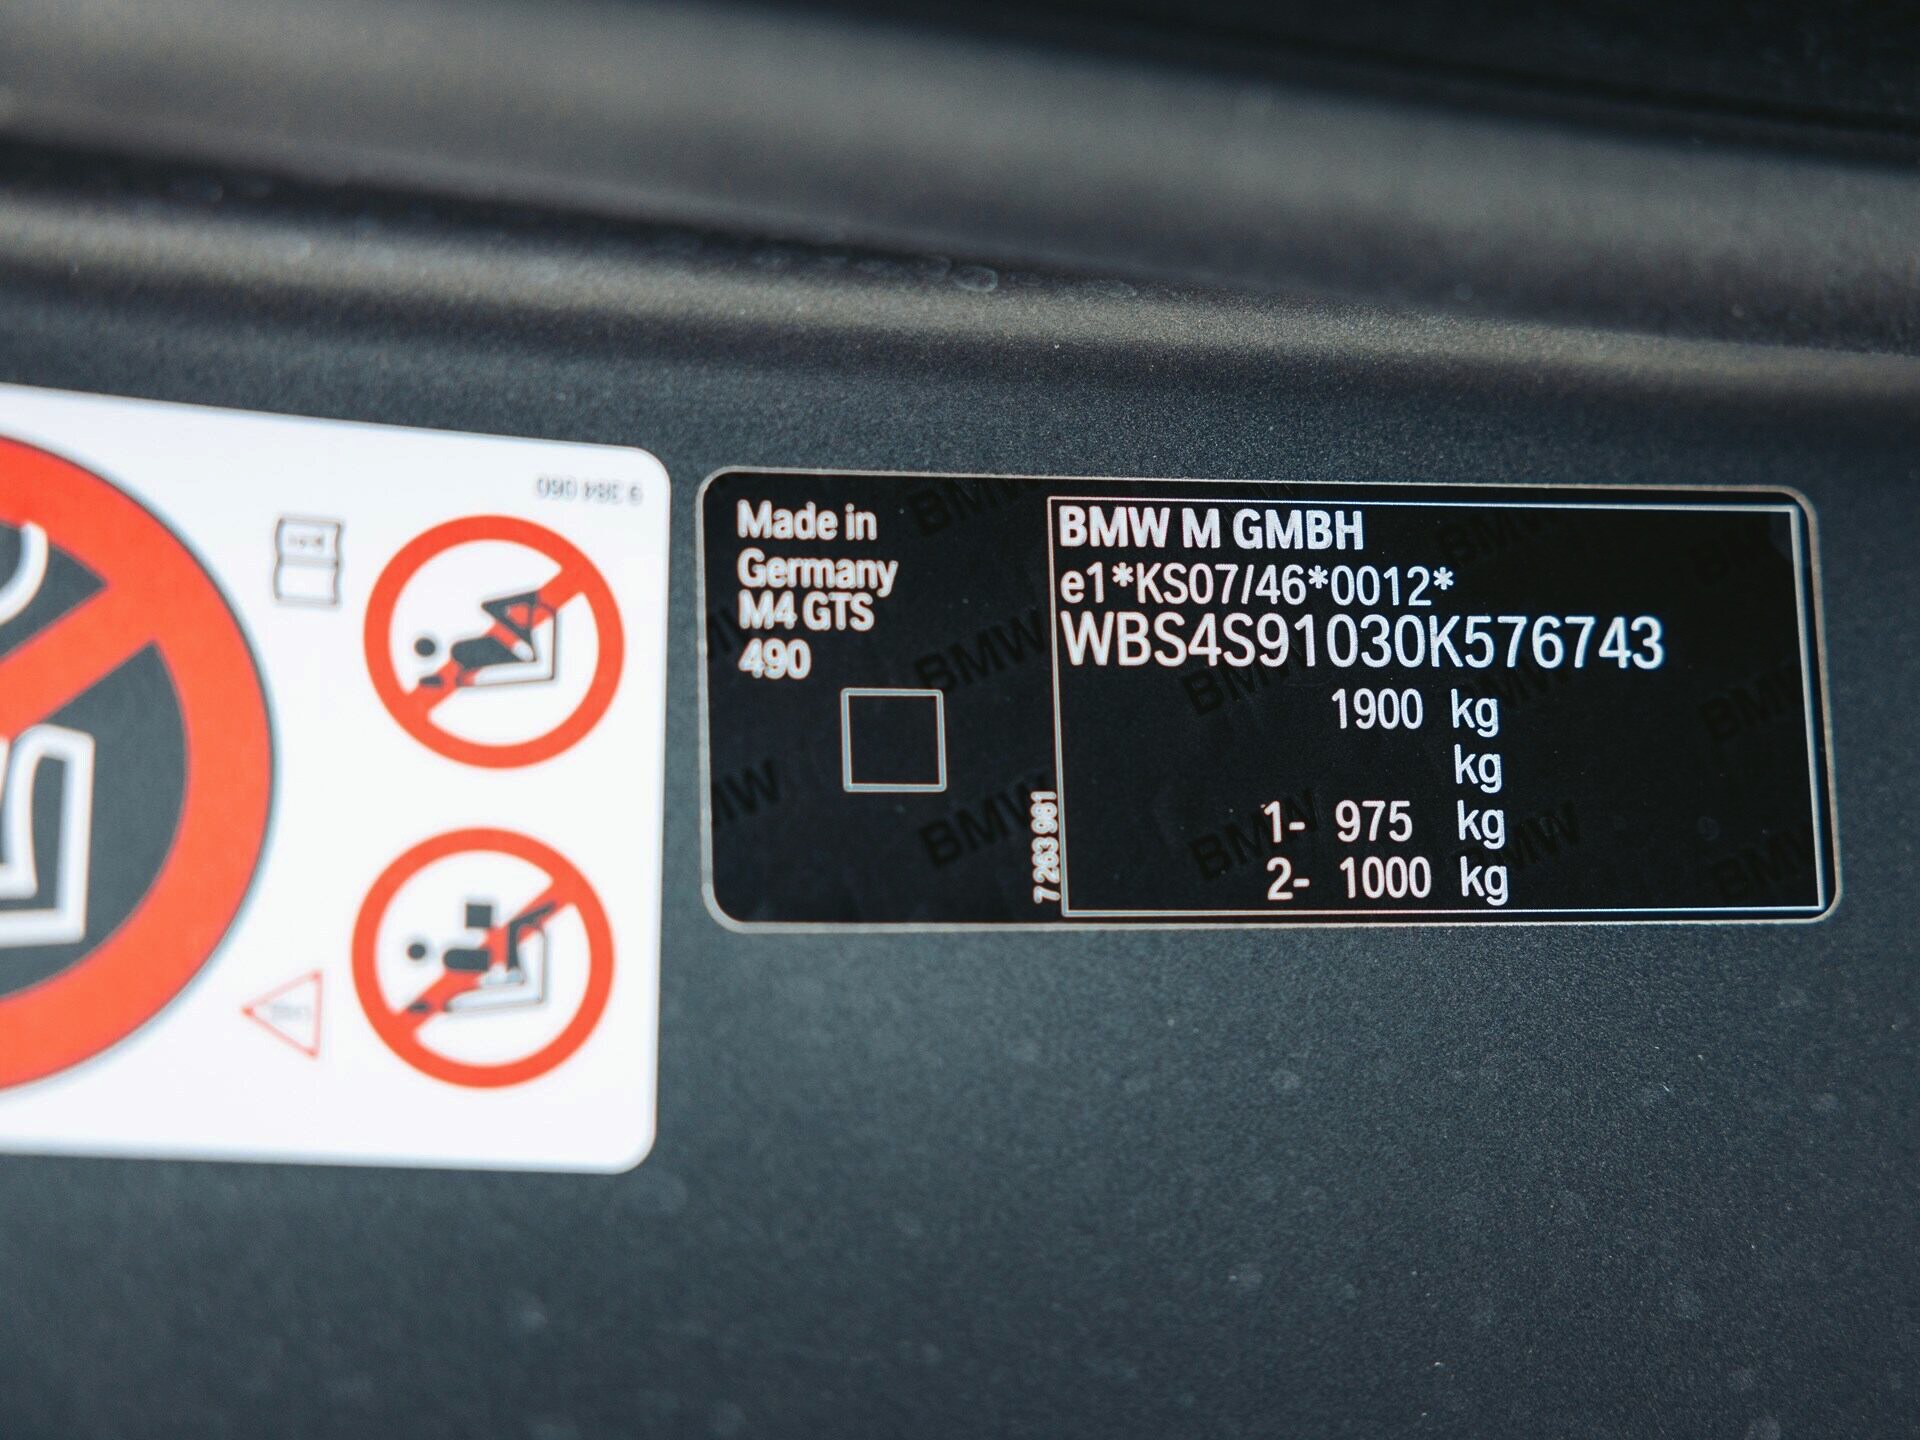 9 384 060
Made in
Germany
M4 GTS
490
7 263 981
BMW M GMBH
e1*KS07/46*0012*
WBS4S91030K576743
1900 kg
kg
1- 975 kg
2- 1000 kg
BMW